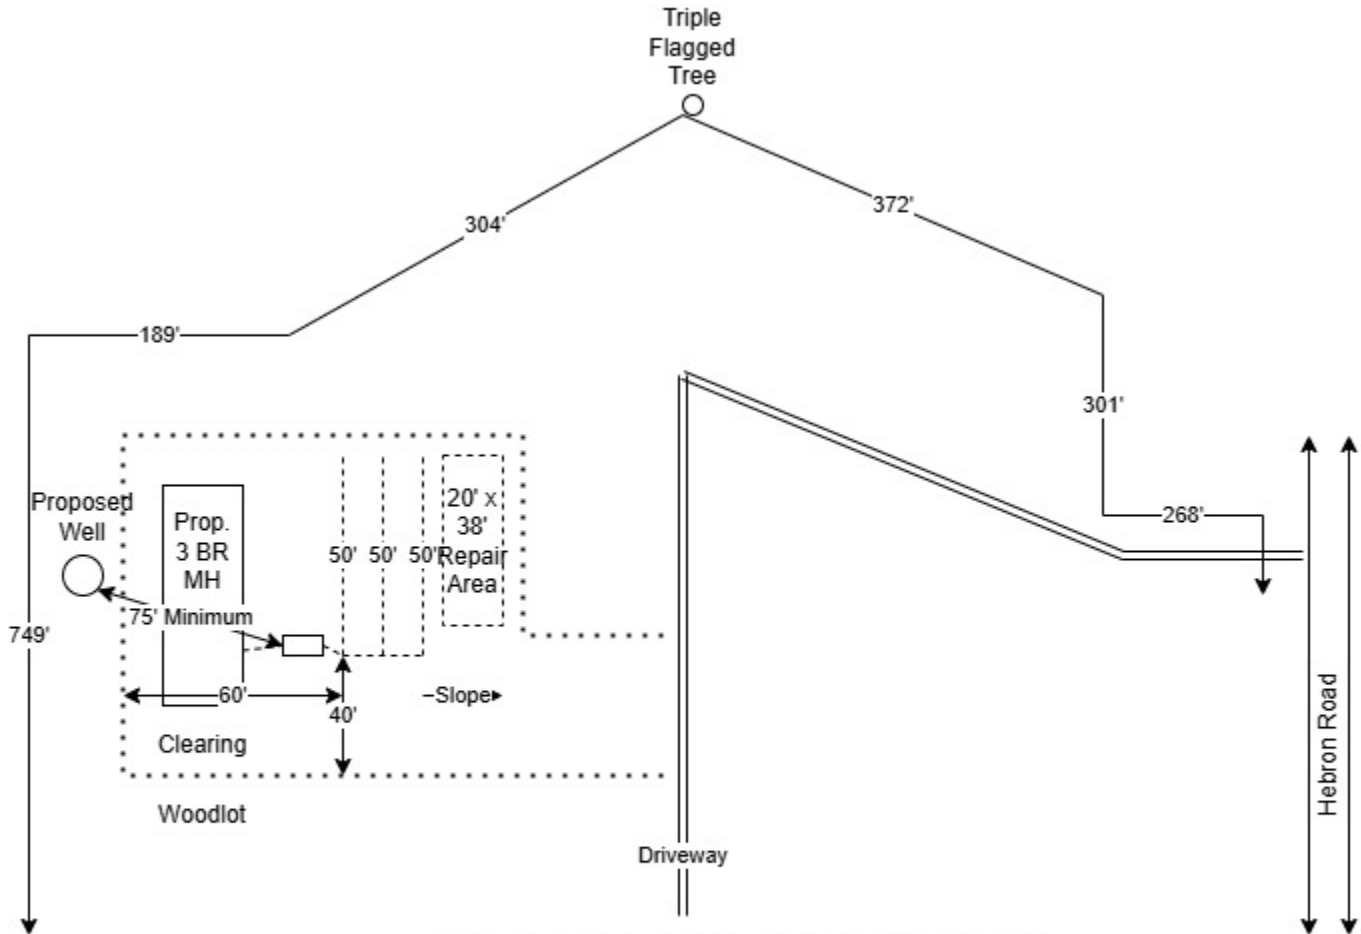 Triple
Flagged
Tree
304'
372'
189'
301'
268'
Proposed
Well
Prop.
3 BR
MH
50'
50'
50'
20' x
38'
Repair
Area
75' Minimum
749'
60'
40'
Slope
Clearing
Woodlot
Driveway
Hebron Road